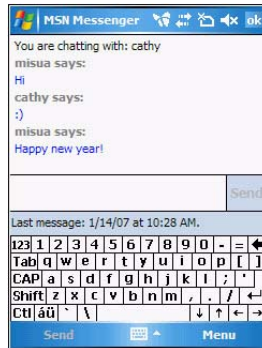 MSN Messenger ok
You are chatting with: cathy
misua says:
Hi
cathy says:
:)
misua says:
Happy new year!
Send
Last message: 1/14/07 at 10:28 AM.
123 1 2 3 4 5 6 7 8 9 0 - =
Tab q w e r t y u i o p [ ]
CAP a s d f g h j k l ; '
Shift z x c v b n m , . /
Ctl áü ` \
Send Menu